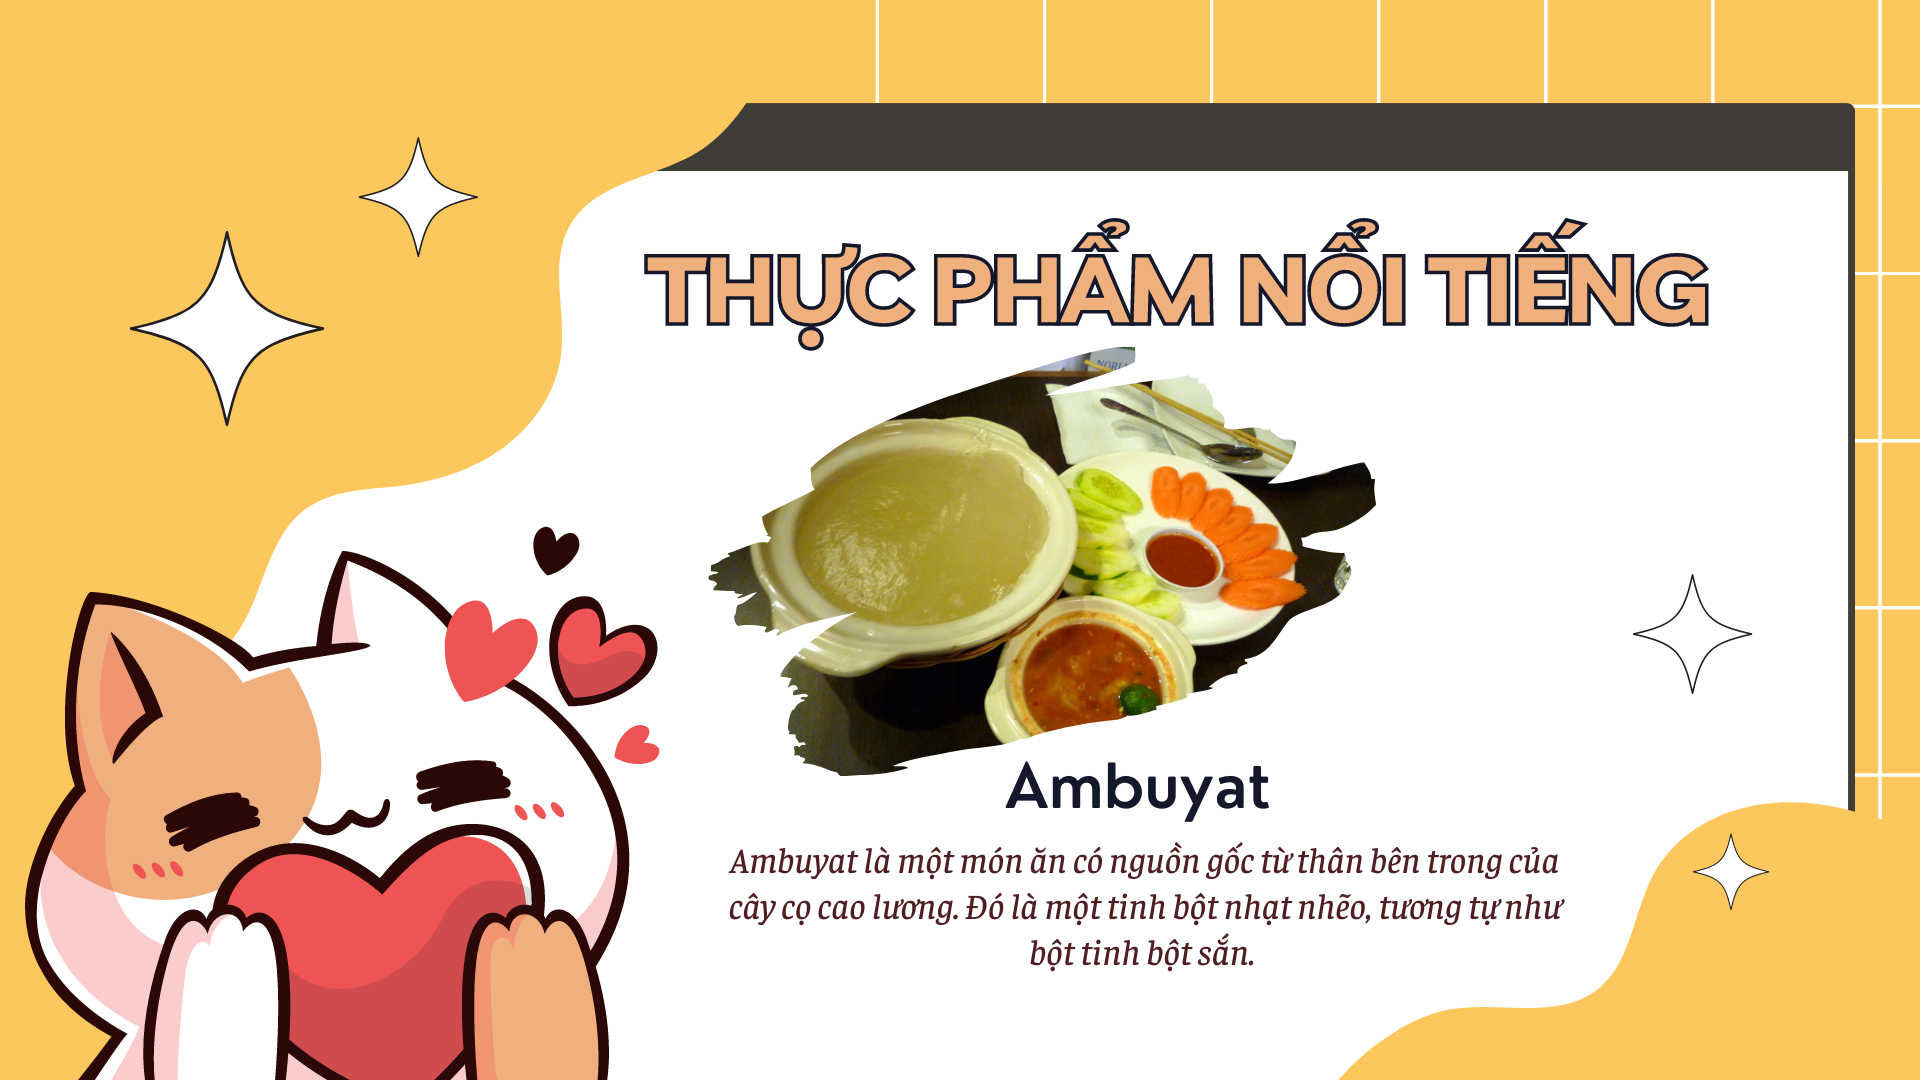 THỰC PHẨM NỔI TIẾNG
Ambuyat
Ambuyat là một món ăn có nguồn gốc từ thân bên trong của
cây cọ cao lương. Đó là một tinh bột nhạt nhẽo, tương tự như
bột tinh bột sắn.